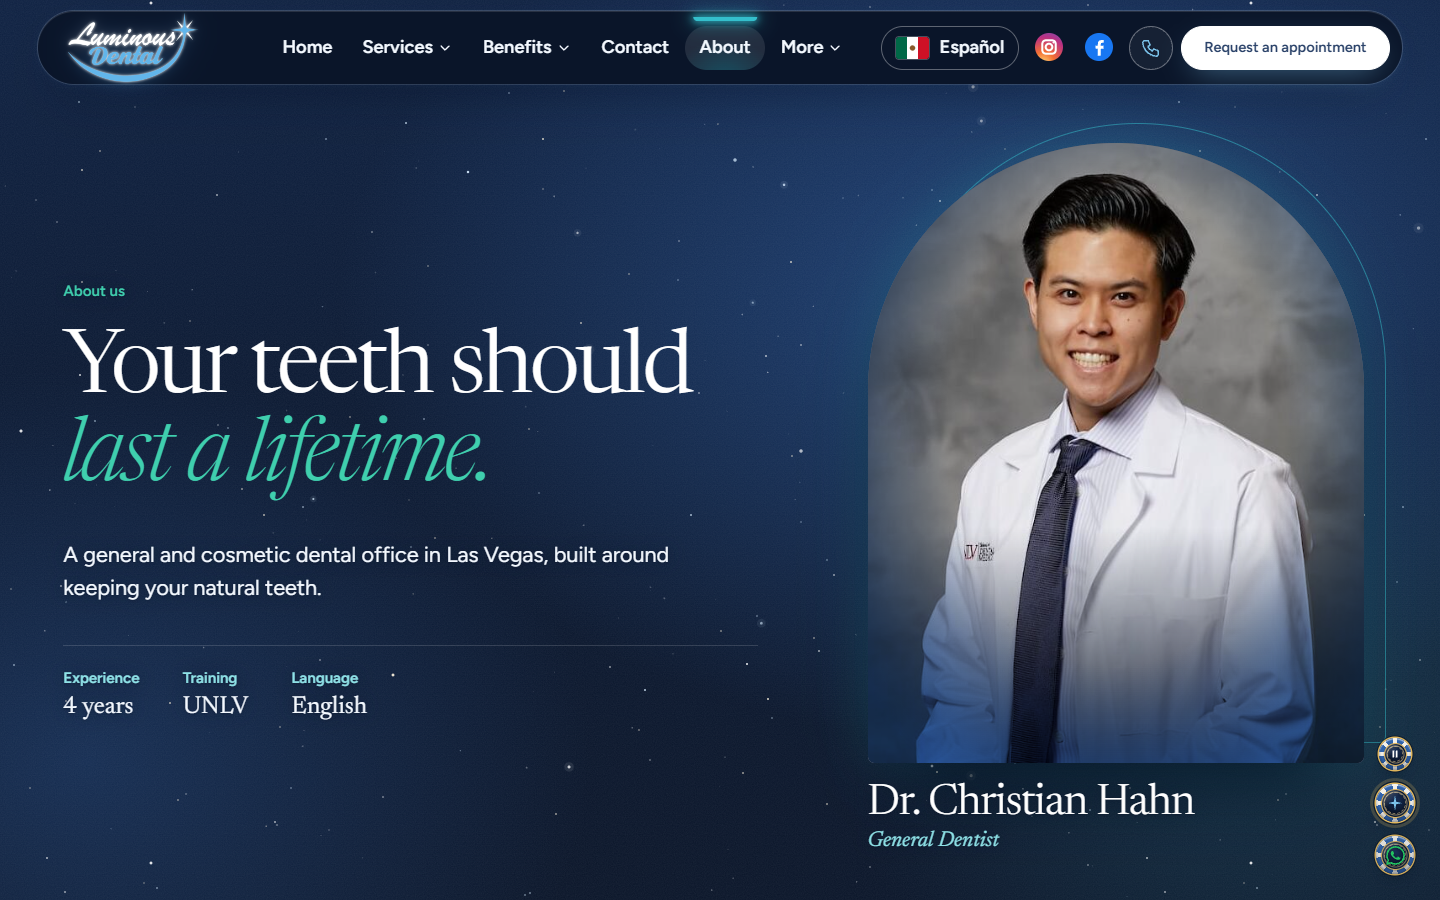 Luminous
Dental
Home
Services
Benefits
Contact
About
More
Español
Request an appointment
About us
Your teeth should
last a lifetime.
A general and cosmetic dental office in Las Vegas, built around
keeping your natural teeth.
Experience
Training
Language
4 years
UNLV
English
Dr. Christian Hahn
General Dentist